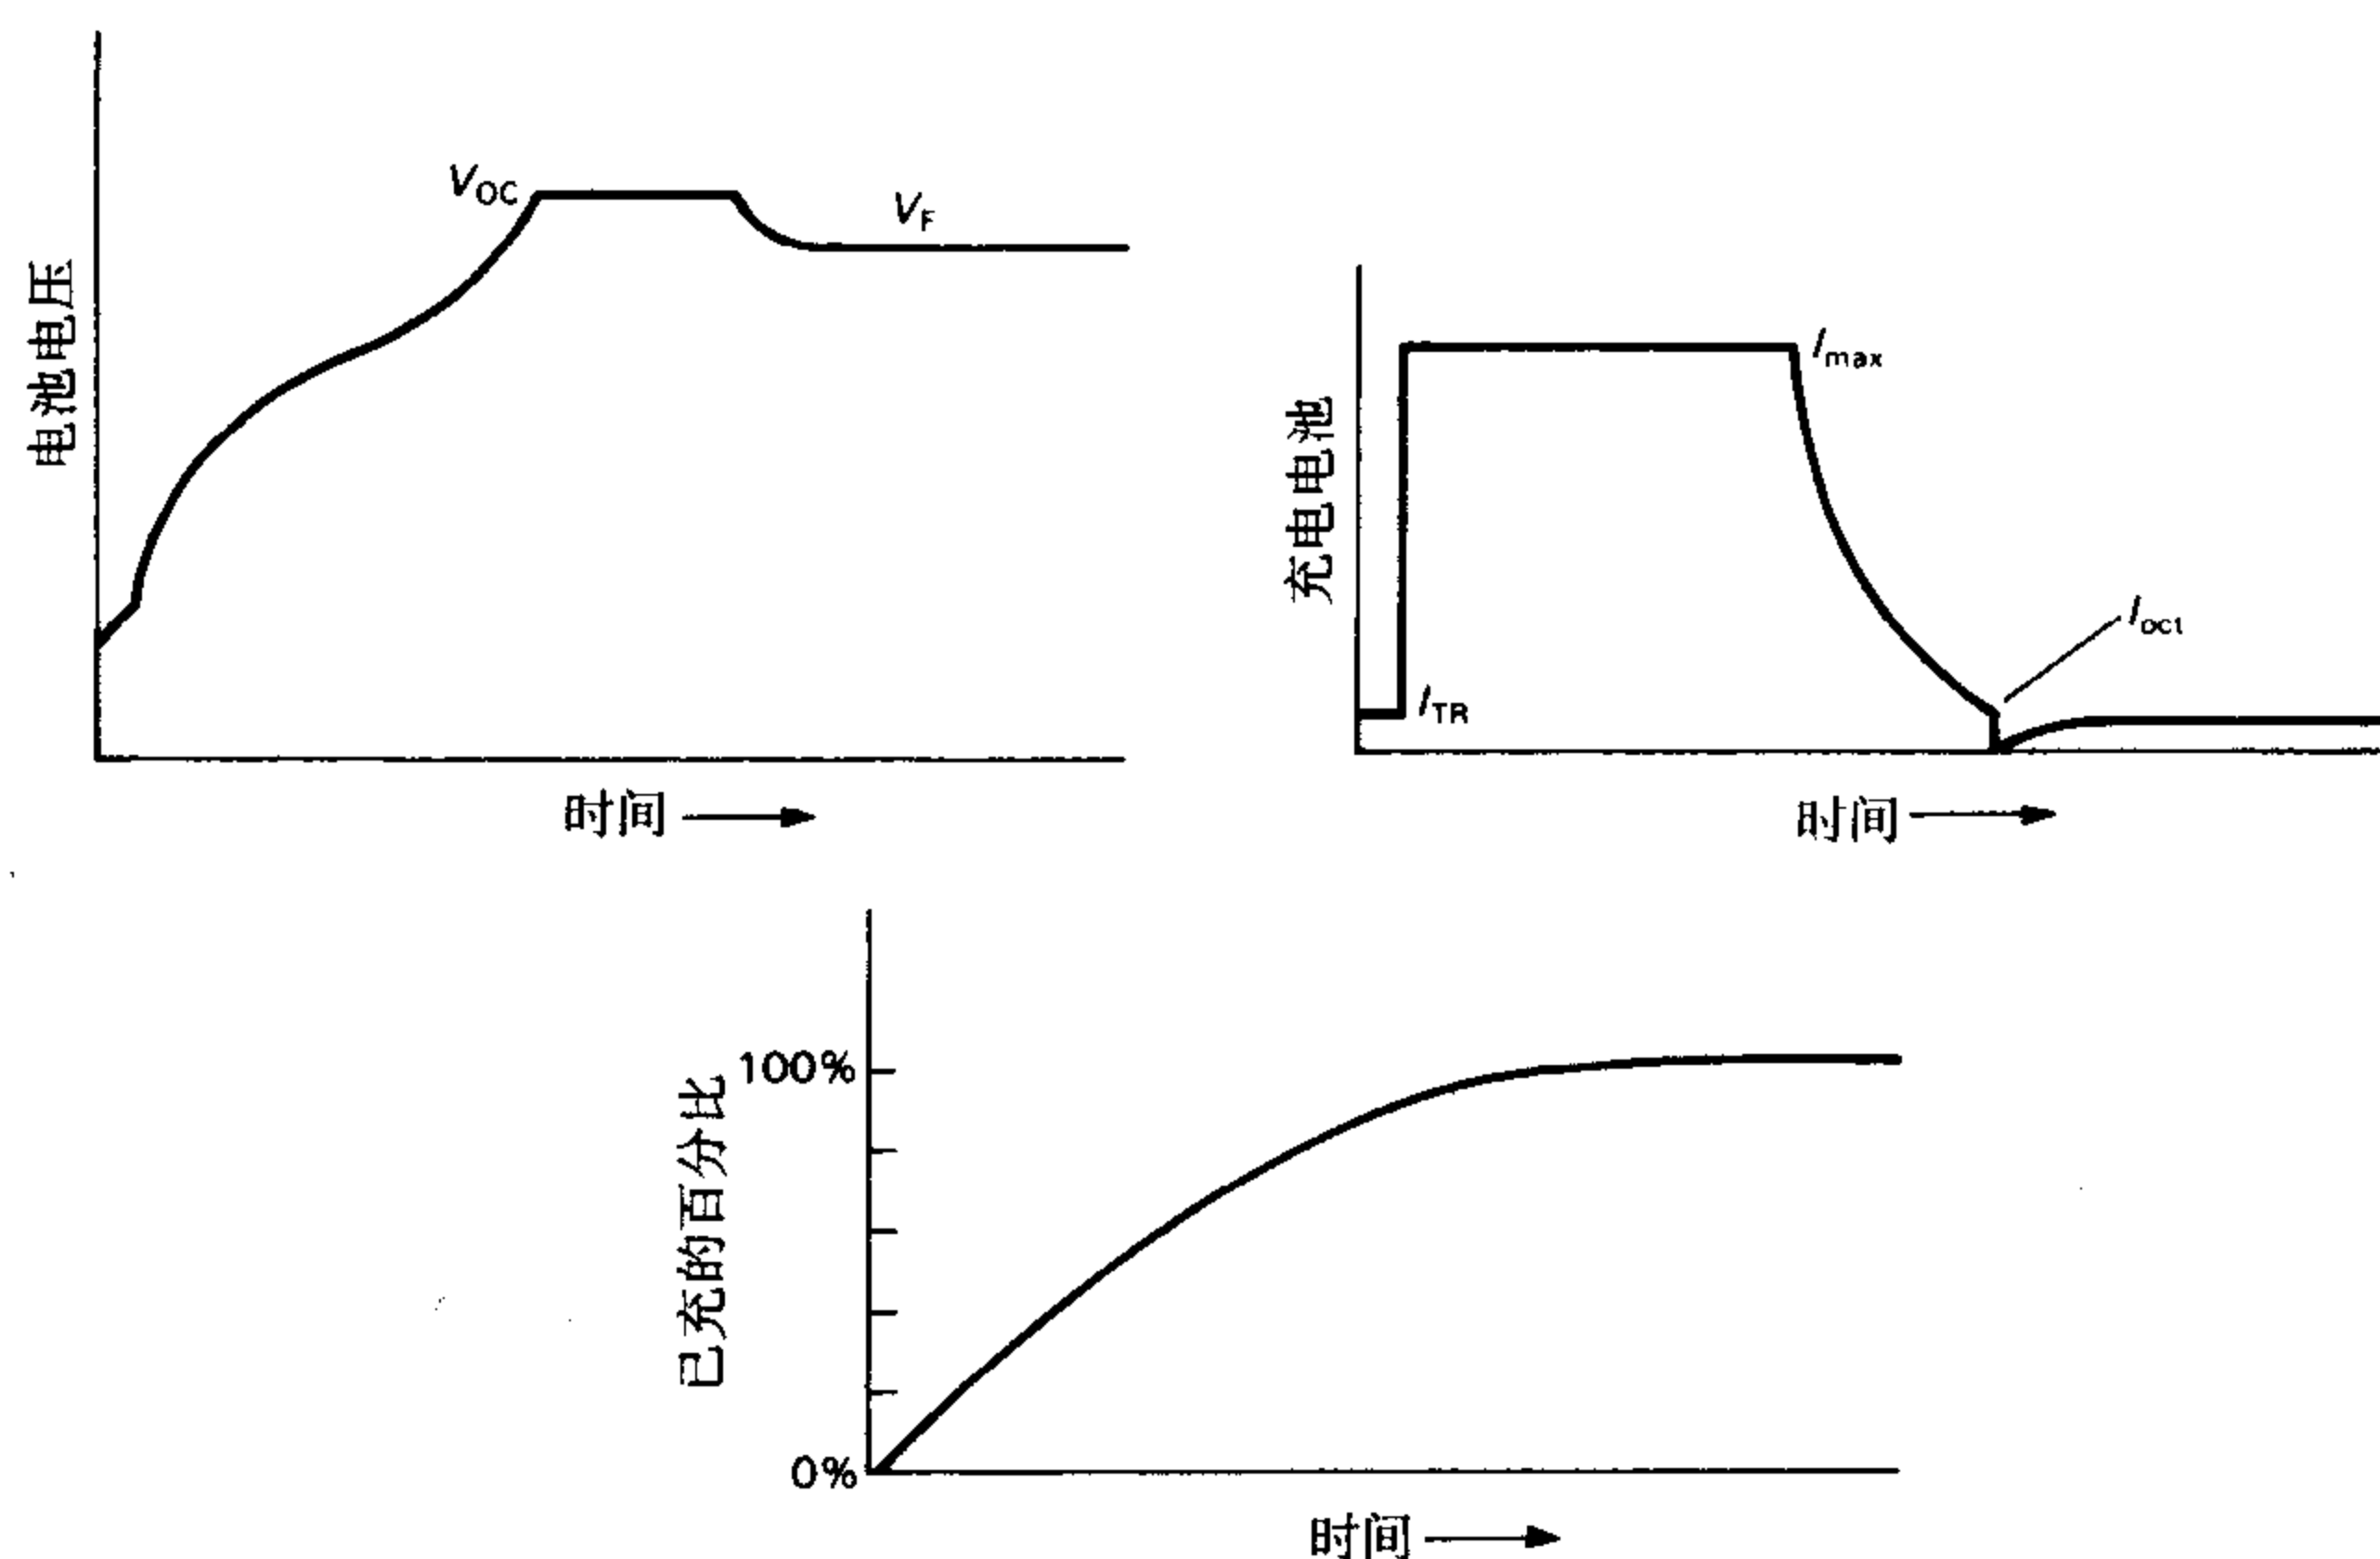 V_OC
V_F
电池电压
时间
I_max
充电电池
I_TR
I_oct
时间
100%
已充的百分比
0%
时间